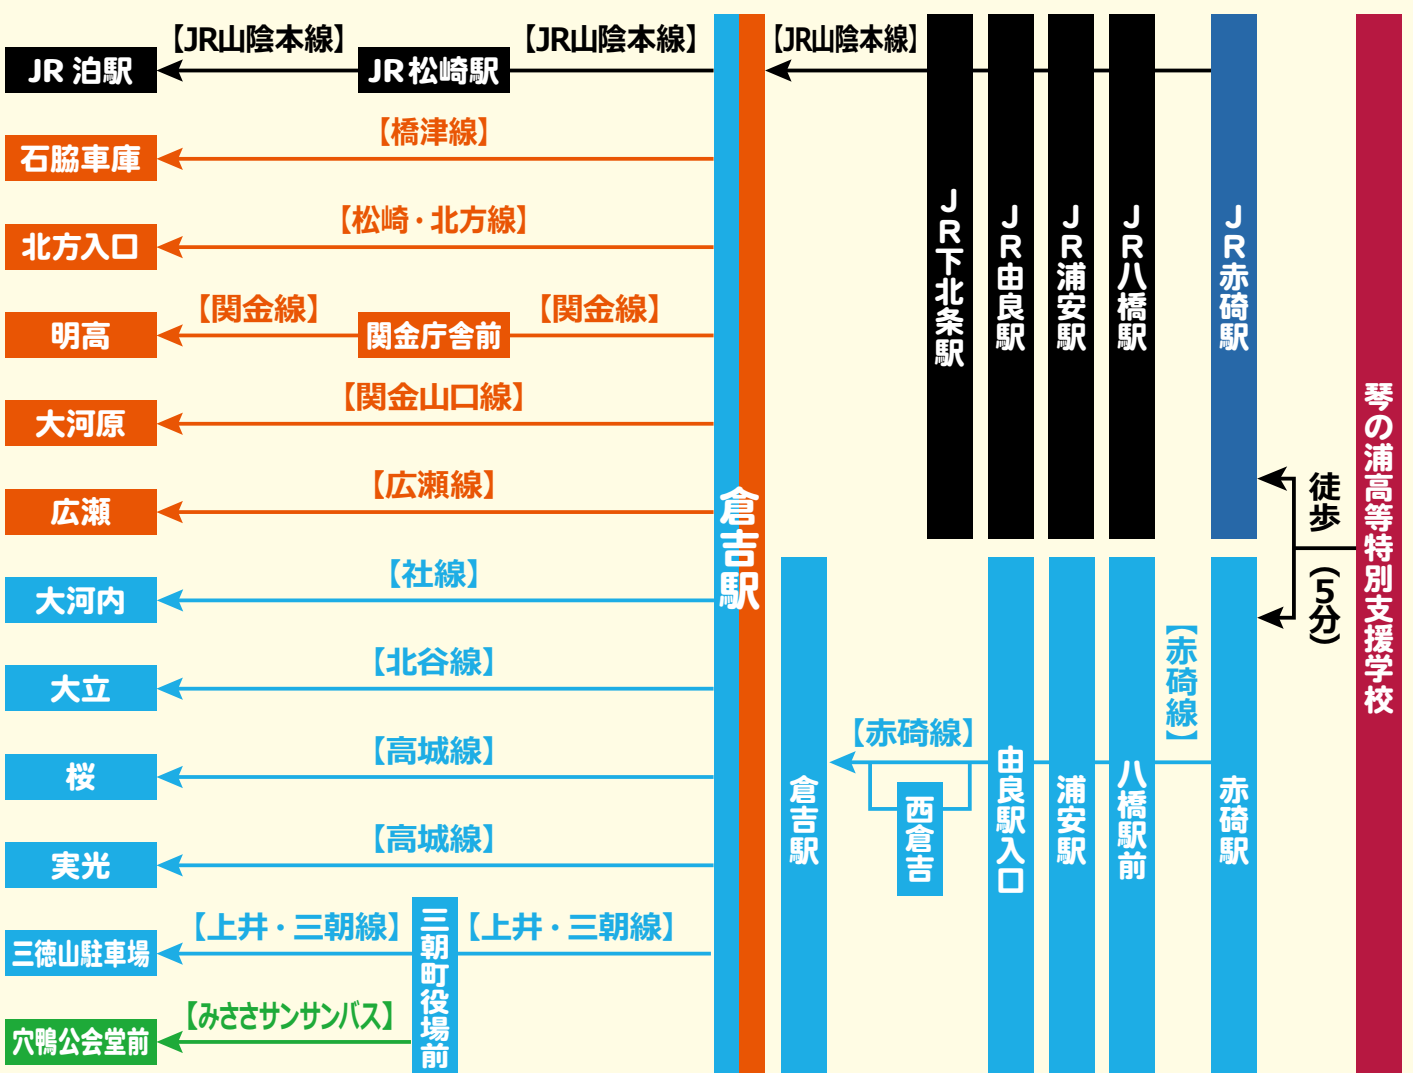 【JR山陰本線】
【JR山陰本線】
【JR山陰本線】
JR 泊駅
JR松崎駅
【橋津線】
石脇車庫
【松崎・北方線】
北方入口
【関金線】
【関金線】
明高
関金庁舎前
【関金山口線】
大河原
【広瀬線】
広瀬
【社線】
大河内
【北谷線】
大立
【高城線】
桜
【高城線】
実光
【上井・三朝線】
【上井・三朝線】
三徳山駐車場
三朝町役場前
【みささサンサンバス】
穴鴨公会堂前
倉吉駅
JR下北条駅
JR由良駅
JR浦安駅
JR八橋駅
JR赤碕駅
倉吉駅
【赤碕線】
西倉吉
由良駅入口
浦安駅
八橋駅前
【赤碕線】
赤碕駅
徒歩(5分)
琴の浦高等特別支援学校